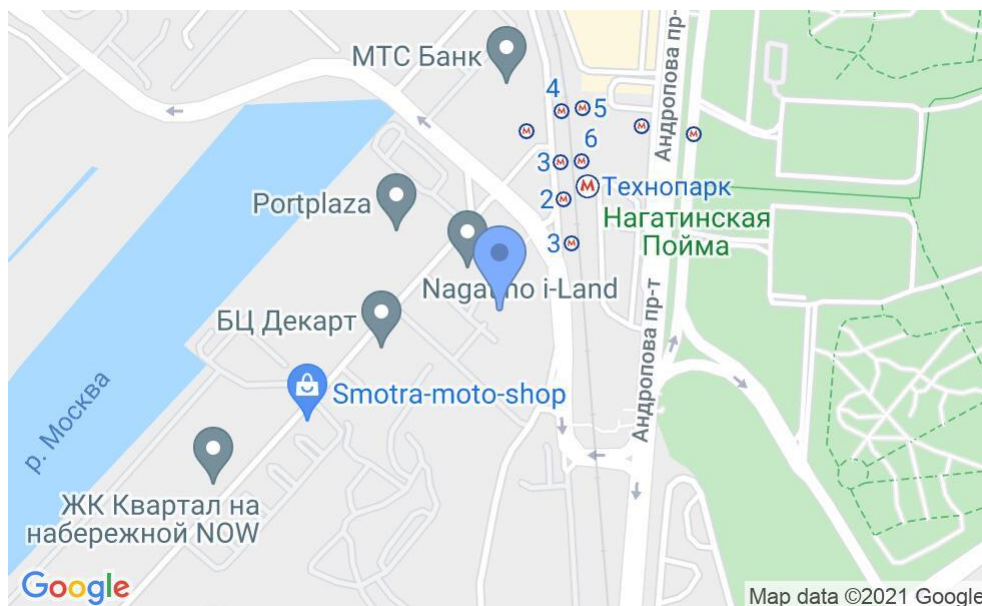 МТС Банк
4
5
6
3
2
Технопарк
3
Андропова пр-
Нагатинская
Пойма
Portplaza
Nagatino i-Land
БЦ Декарт
Андропова пр-т
Smotra-moto-shop
р. Москва
ЖК Квартал на
набережной NOW
Google
Map data ©2021 Google